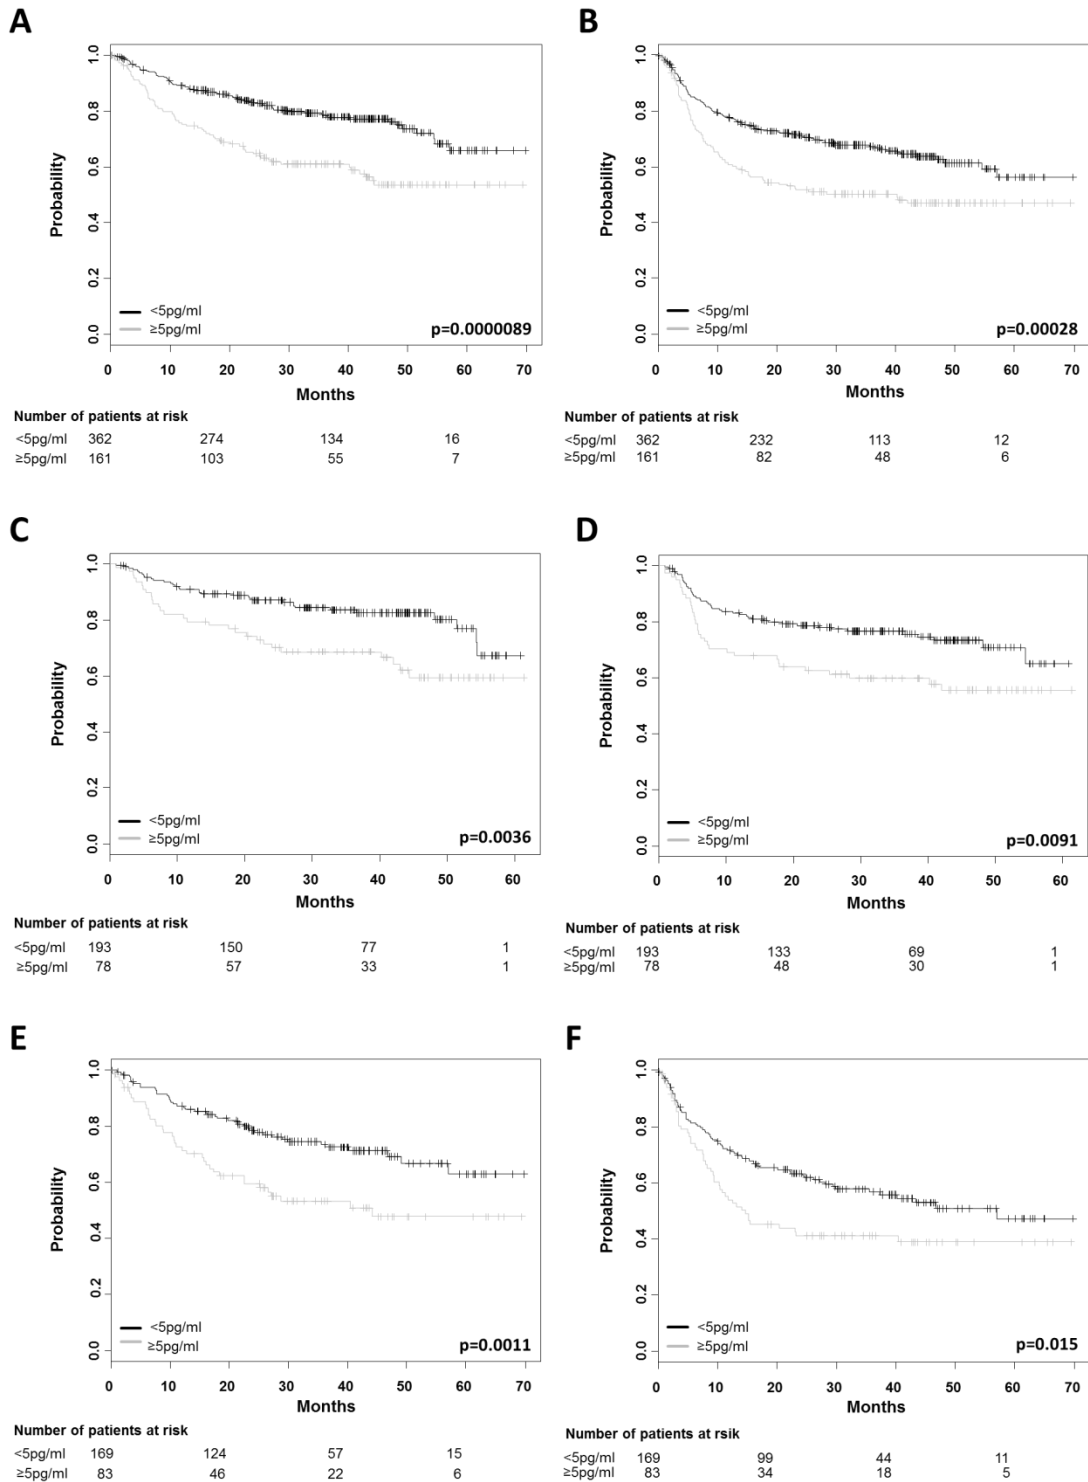 A
Probability
1.0
0.8
0.6
0.4
0.2
0.0
<5pg/ml
≥5pg/ml
p=0.0000089
0 10 20 30 40 50 60 70
Months
Number of patients at risk
<5pg/ml 362 274 134 16
≥5pg/ml 161 103 55 7
B
Probability
1.0
0.8
0.6
0.4
0.2
0.0
<5pg/ml
≥5pg/ml
p=0.00028
0 10 20 30 40 50 60 70
Months
Number of patients at risk
<5pg/ml 362 232 113 12
≥5pg/ml 161 82 48 6
C
Probability
1.0
0.8
0.6
0.4
0.2
0.0
<5pg/ml
≥5pg/ml
p=0.0036
0 10 20 30 40 50 60
Months
Number of patients at risk
<5pg/ml 193 150 77 1
≥5pg/ml 78 57 33 1
D
Probability
1.0
0.8
0.6
0.4
0.2
0.0
<5pg/ml
≥5pg/ml
p=0.0091
0 10 20 30 40 50 60
Months
Number of patients at risk
<5pg/ml 193 133 69 1
≥5pg/ml 78 48 30 1
E
Probability
1.0
0.8
0.6
0.4
0.2
0.0
<5pg/ml
≥5pg/ml
p=0.0011
0 10 20 30 40 50 60 70
Months
Number of patients at risk
<5pg/ml 169 124 57 15
≥5pg/ml 83 46 22 6
F
Probability
1.0
0.8
0.6
0.4
0.2
0.0
<5pg/ml
≥5pg/ml
p=0.015
0 10 20 30 40 50 60 70
Months
Number of patients at rsik
<5pg/ml 169 99 44 11
≥5pg/ml 83 34 18 5